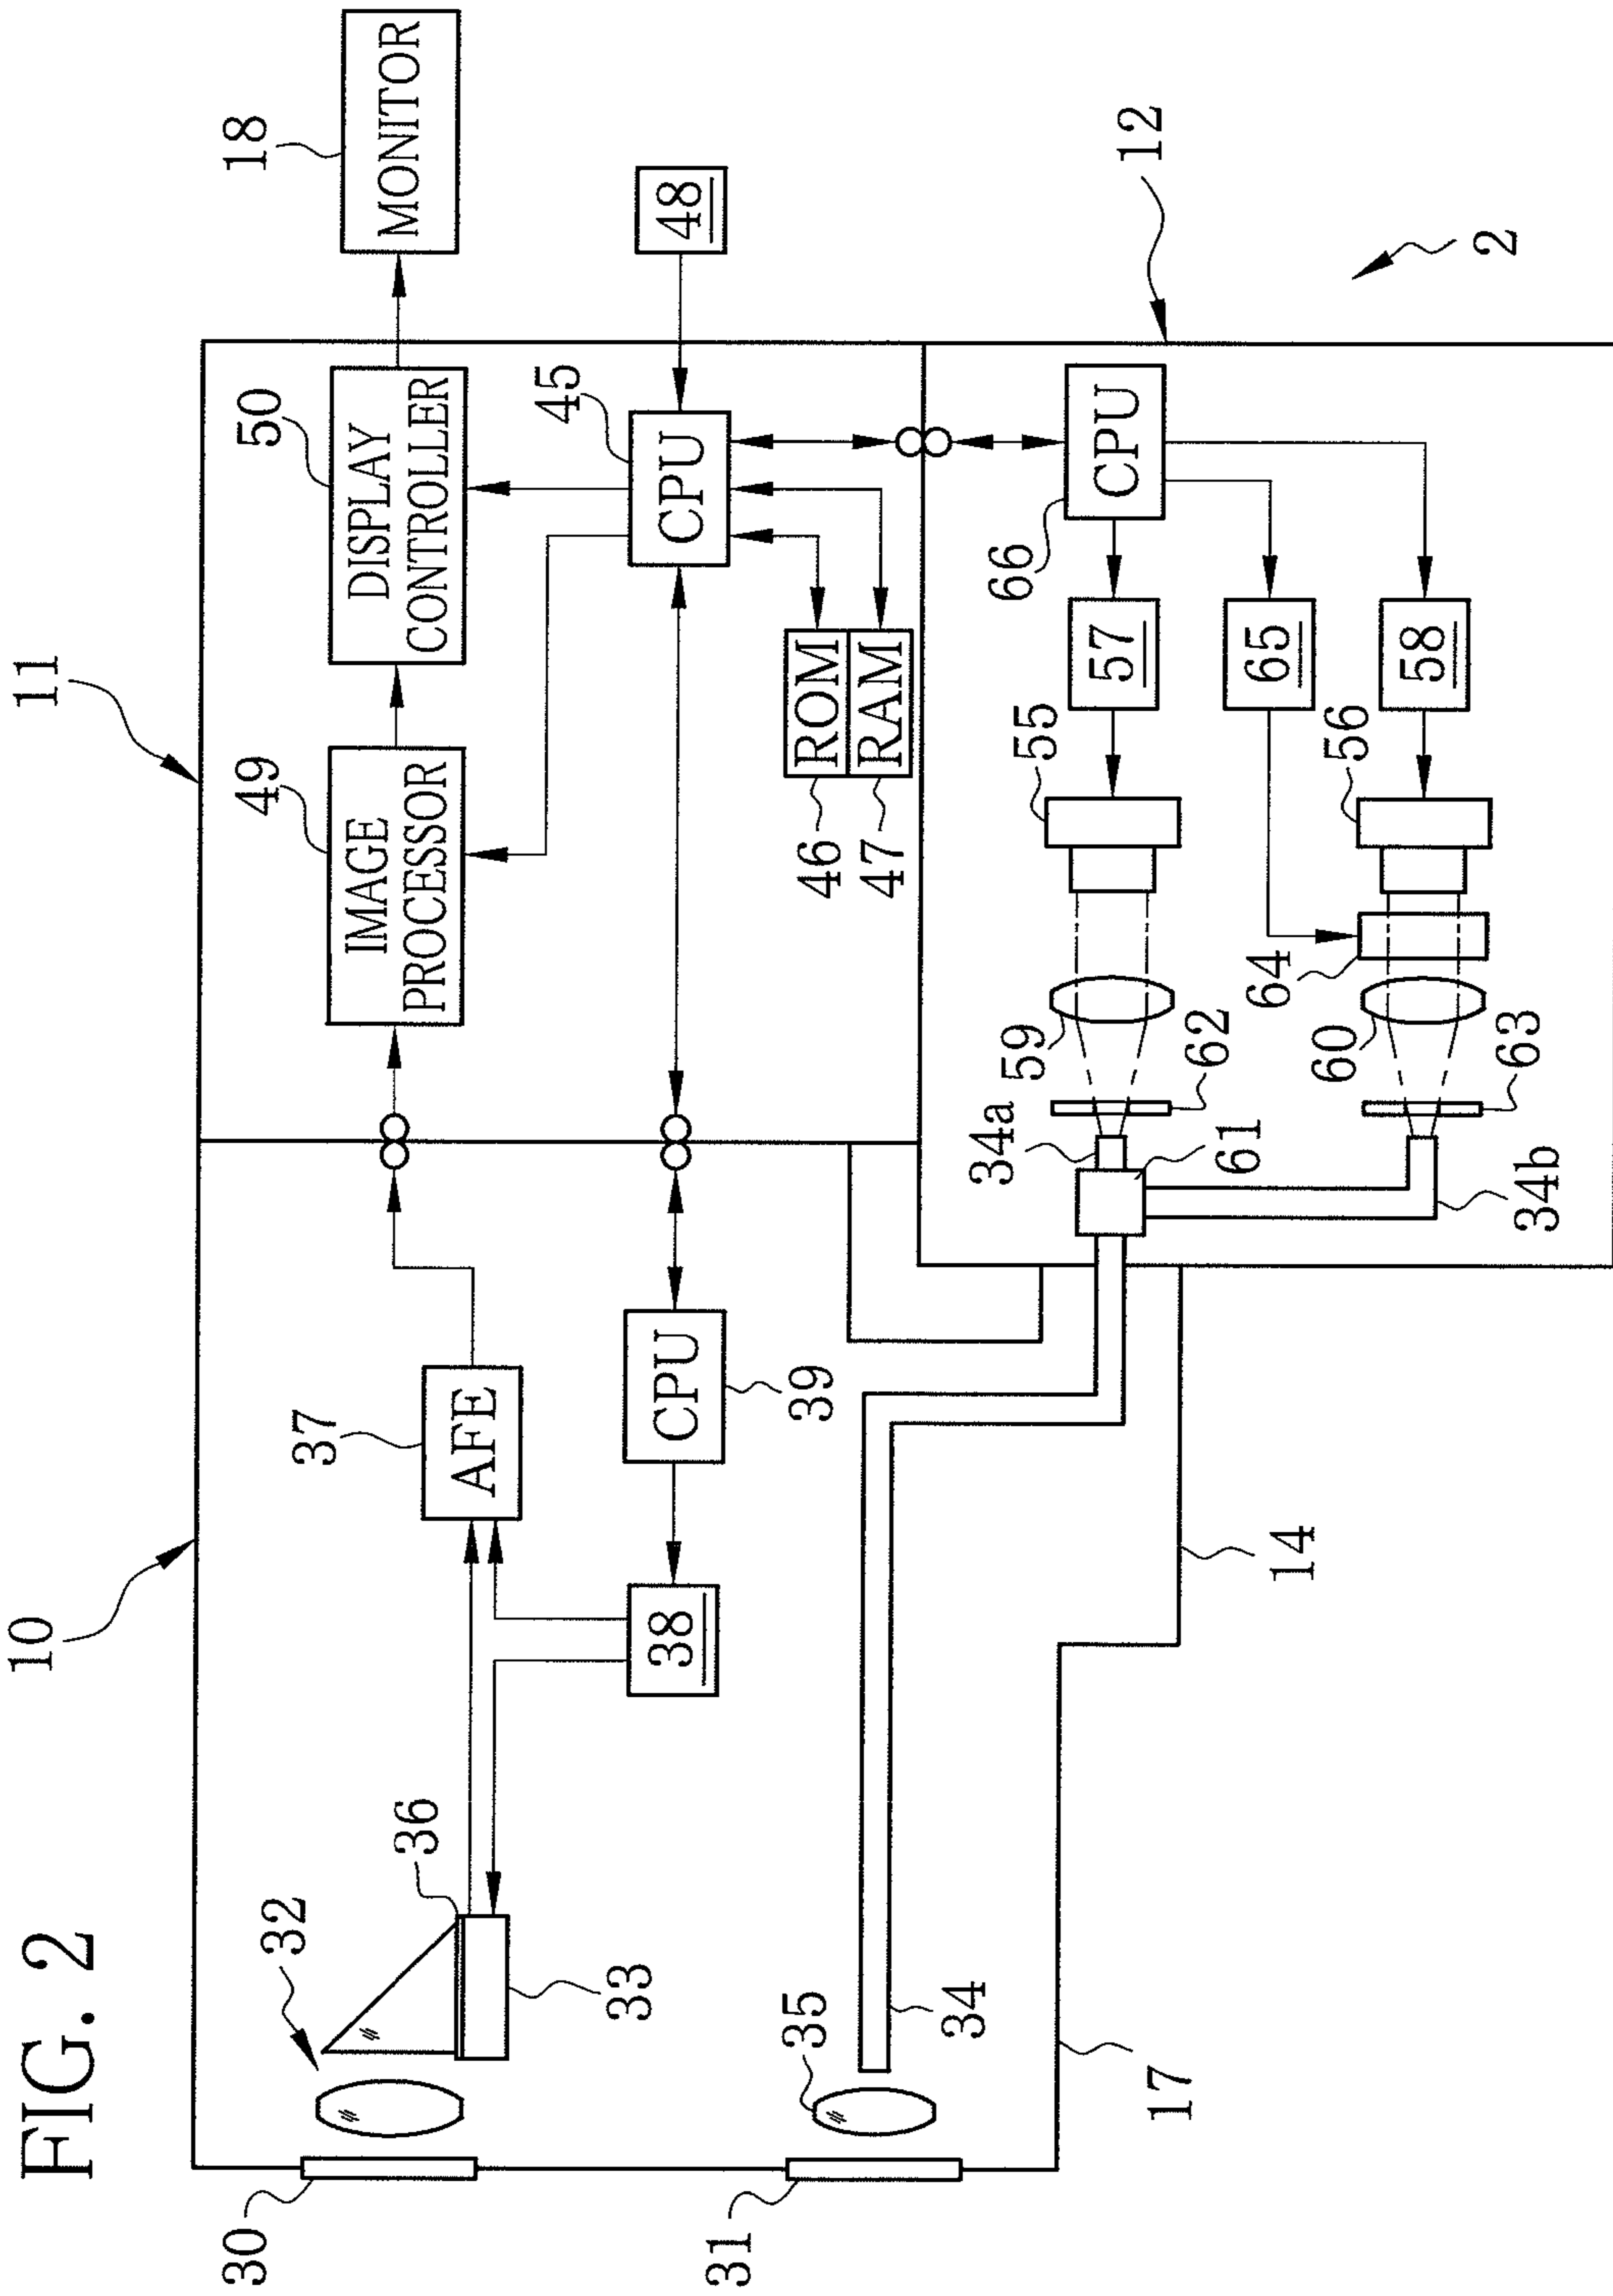 FIG. 2
10
11
18
MONITOR
50
DISPLAY
CONTROLLER
49
IMAGE
PROCESSOR
37
AFE
32
36
33
30
38
CPU
39
45
CPU
48
ROM
RAM
46
47
35
34
31
17
14
12
2
66
CPU
57
55
59
62
34a
61
65
64
58
56
60
63
34b